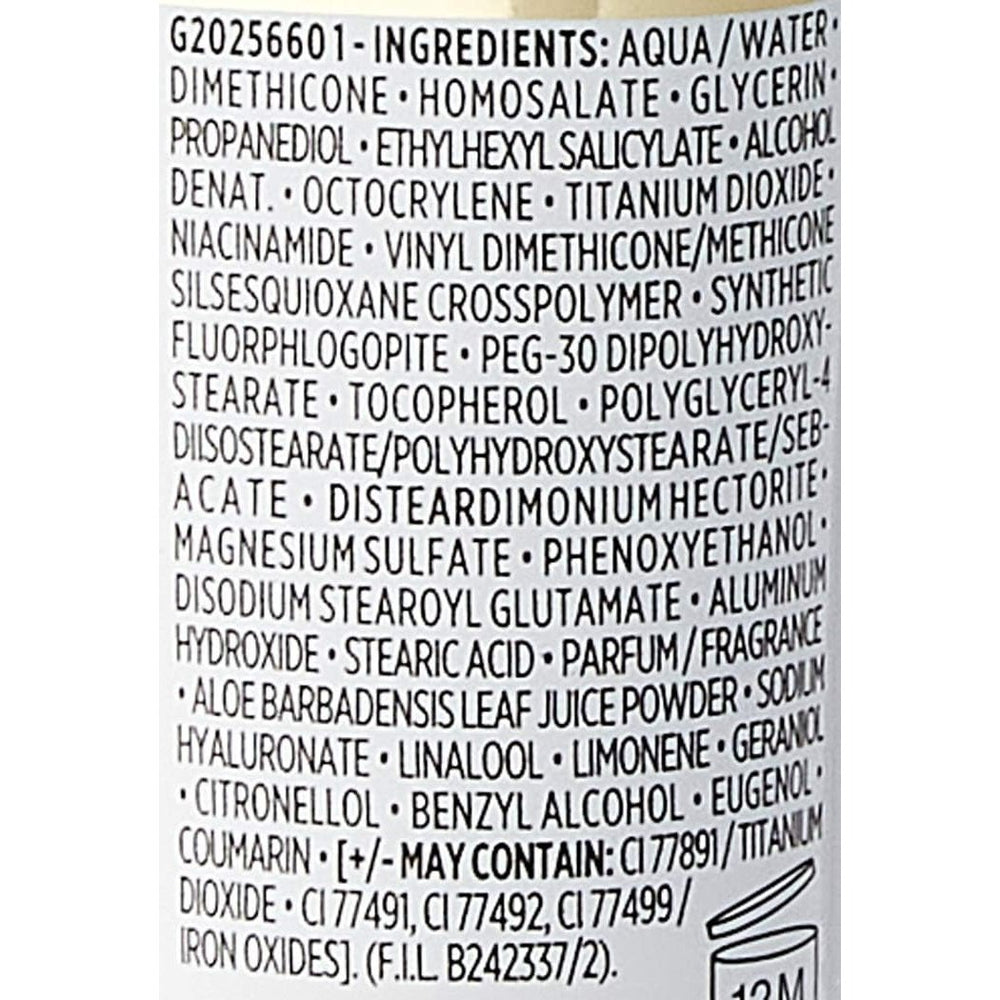 G20256601 - INGREDIENTS: AQUA / WATER •
DIMETHICONE • HOMOSALATE • GLYCERIN •
PROPANEDIOL • ETHYLHEXYL SALICYLATE • ALCOHOL
DENAT. • OCTOCRYLENE • TITANIUM DIOXIDE •
NIACINAMIDE • VINYL DIMETHICONE/METHICONE
SILSESQUIOXANE CROSSPOLYMER • SYNTHETIC
FLUORPHLOGOPITE • PEG-30 DIPOLYHYDROXY-
STEARATE • TOCOPHEROL • POLYGLYCERYL-4
DIISOSTEARATE/POLYHYDROXYSTEARATE/SEB-
ACATE • DISTEARDIMONIUM HECTORITE •
MAGNESIUM SULFATE • PHENOXYETHANOL •
DISODIUM STEAROYL GLUTAMATE • ALUMINUM
HYDROXIDE • STEARIC ACID • PARFUM / FRAGRANCE
• ALOE BARBADENSIS LEAF JUICE POWDER • SODIUM
HYALURONATE • LINALOOL • LIMONENE • GERANIOL
• CITRONELLOL • BENZYL ALCOHOL • EUGENOL •
COUMARIN • [+/- MAY CONTAIN: CI 77891 / TITANIUM
DIOXIDE • CI 77491, CI 77492, CI 77499 /
IRON OXIDES]. (F.I.L. B242337/2).
12M